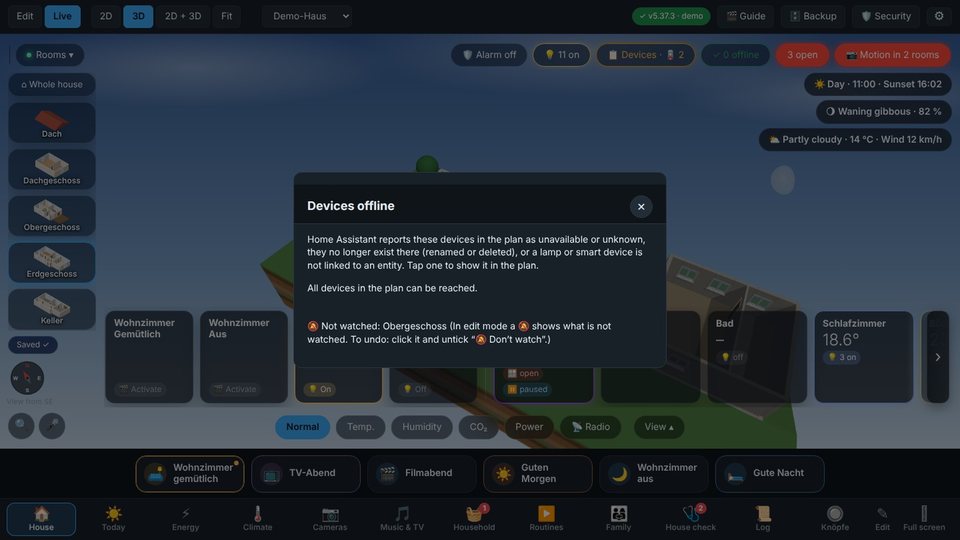 Edit Live 2D 3D 2D + 3D Fit Demo-Haus ✓ v5.37.3 · demo Guide Backup Security
Rooms ▾ Alarm off 11 on Devices · 2 ✓ 0 offline 3 open Motion in 2 rooms
Whole house Day · 11:00 · Sunset 16:02
Waning gibbous · 82 %
Dach
Partly cloudy · 14 °C · Wind 12 km/h
Dachgeschoss
Obergeschoss
Erdgeschoss
Keller
Saved ✓
View from SE
Devices offline
Home Assistant reports these devices in the plan as unavailable or unknown,
they no longer exist there (renamed or deleted), or a lamp or smart device is
not linked to an entity. Tap one to show it in the plan.
All devices in the plan can be reached.
🔕 Not watched: Obergeschoss (In edit mode a 🔕 shows what is not
watched. To undo: click it and untick “🔕 Don’t watch”.)
Wohnzimmer
Gemütlich
Activate
Wohnzimmer
Aus
Activate
On
Off
open
paused
Bad
—
off
Schlafzimmer
18.6°
3 on
Normal Temp. Humidity CO₂ Power Radio View ▴
Wohnzimmer
gemütlich
TV-Abend
Filmabend
Guten
Morgen
Wohnzimmer
aus
Gute Nacht
House Today Energy Climate Cameras Music & TV Household 1 Routines Family House check 2 Log Knöpfe Edit Full screen